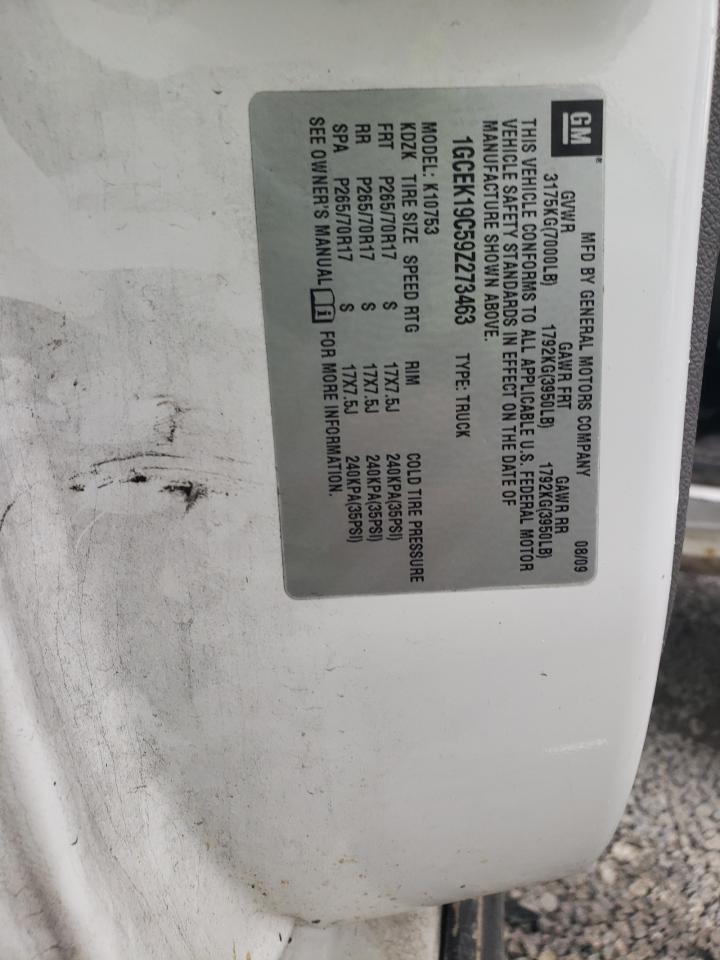 GM
MFD BY GENERAL MOTORS COMPANY 08/09
GVWR GAWR FRT GAWR RR
3175KG(7000LB) 1792KG(3950LB) 1792KG(3950LB)
THIS VEHICLE CONFORMS TO ALL APPLICABLE U.S. FEDERAL MOTOR
VEHICLE SAFETY STANDARDS IN EFFECT ON THE DATE OF
MANUFACTURE SHOWN ABOVE.
1GCEK19C59Z273463 TYPE: TRUCK
MODEL: K10753
KDZK TIRE SIZE SPEED RTG RIM COLD TIRE PRESSURE
FRT P265/70R17 S 17X7.5J 240KPA(35PSI)
RR P265/70R17 S 17X7.5J 240KPA(35PSI)
SPA P265/70R17 S 17X7.5J 240KPA(35PSI)
SEE OWNER'S MANUAL i FOR MORE INFORMATION.